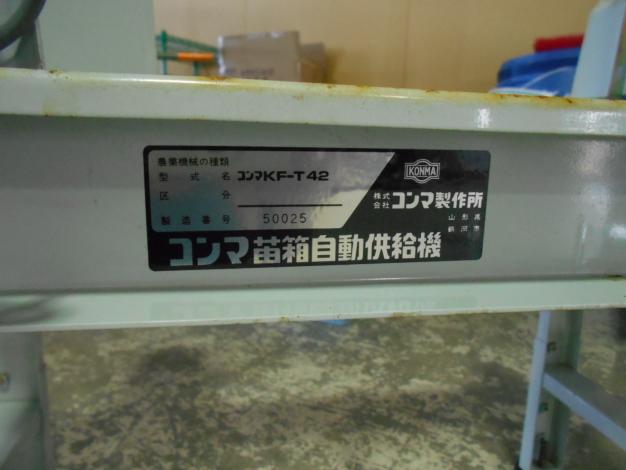 農業機械の種類
型式名 コンマKF-T42
区分
製造番号 50025
KONMA
株式会社 コンマ製作所
山形県
鶴岡市
コンマ苗箱自動供給機